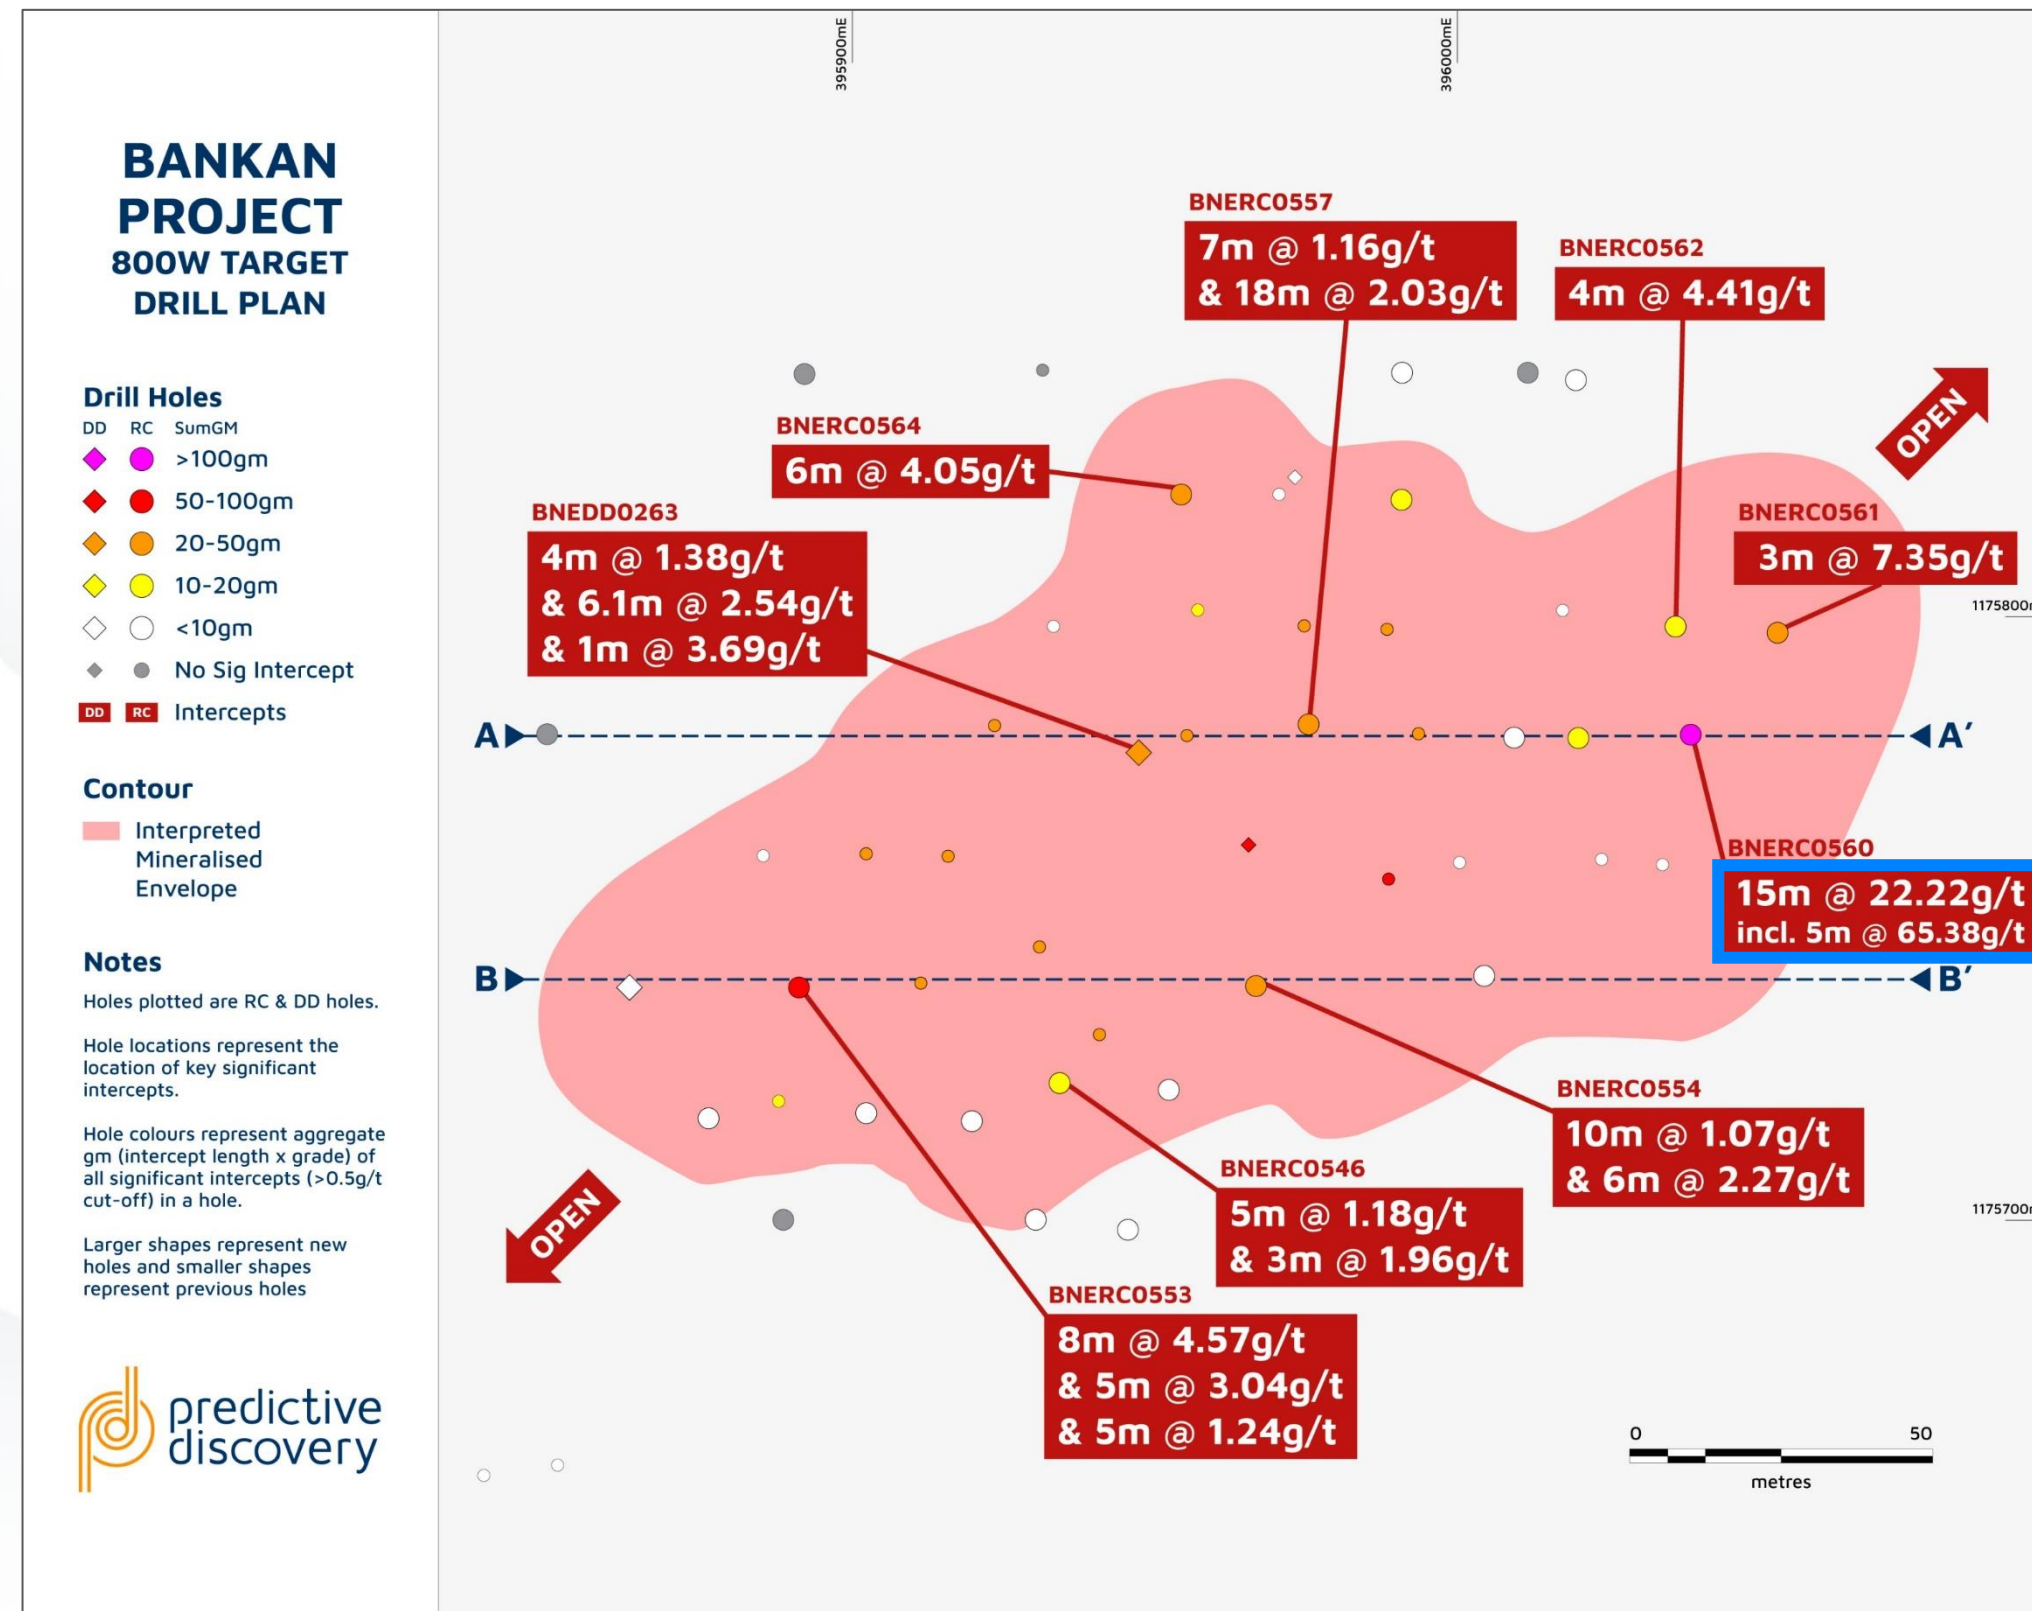 BANKAN
PROJECT
800W TARGET
DRILL PLAN
Drill Holes
DD RC SumGM
>100gm
50-100gm
20-50gm
10-20gm
<10gm
No Sig Intercept
DD RC Intercepts
Contour
Interpreted
Mineralised
Envelope
Notes
Holes plotted are RC & DD holes.
Hole locations represent the
location of key significant
intercepts.
Hole colours represent aggregate
gm (intercept length x grade) of
all significant intercepts (>0.5g/t
cut-off) in a hole.
Larger shapes represent new
holes and smaller shapes
represent previous holes
predictive
discovery
395900mE
396000mE
BNERC0557
7m @ 1.16g/t
& 18m @ 2.03g/t
BNERC0562
4m @ 4.41g/t
OPEN
BNERC0564
6m @ 4.05g/t
BNEDD0263
4m @ 1.38g/t
& 6.1m @ 2.54g/t
& 1m @ 3.69g/t
BNERC0561
3m @ 7.35g/t
A
A'
BNERC0560
15m @ 22.22g/t
incl. 5m @ 65.38g/t
B
B'
BNERC0554
10m @ 1.07g/t
& 6m @ 2.27g/t
BNERC0546
5m @ 1.18g/t
& 3m @ 1.96g/t
OPEN
BNERC0553
8m @ 4.57g/t
& 5m @ 3.04g/t
& 5m @ 1.24g/t
0 50
metres